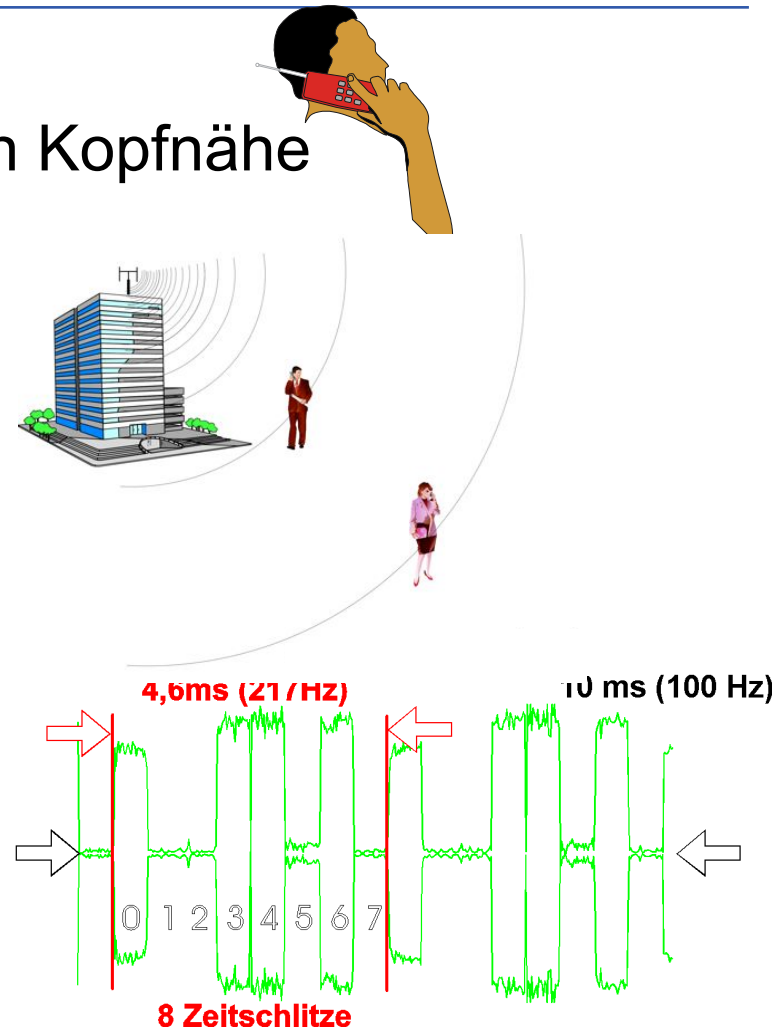 n Kopfnähe
4,6ms (217Hz)
10 ms (100 Hz)
0 1 2 3 4 5 6 7
8 Zeitschlitze